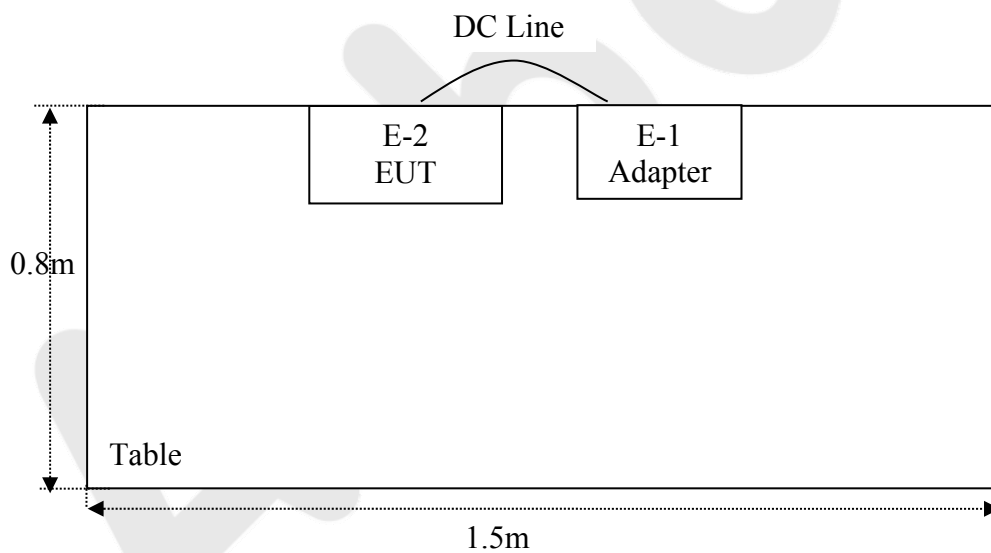 DC Line
E-2
EUT
E-1
Adapter
0.8m
Table
1.5m